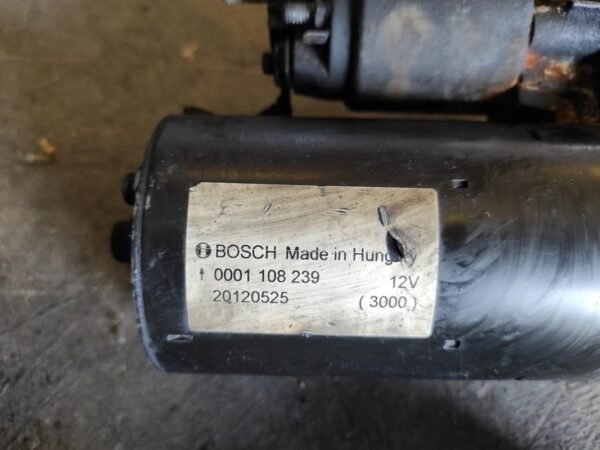 BOSCH Made in Hungary
0001 108 239 12V
20120525 (3000)